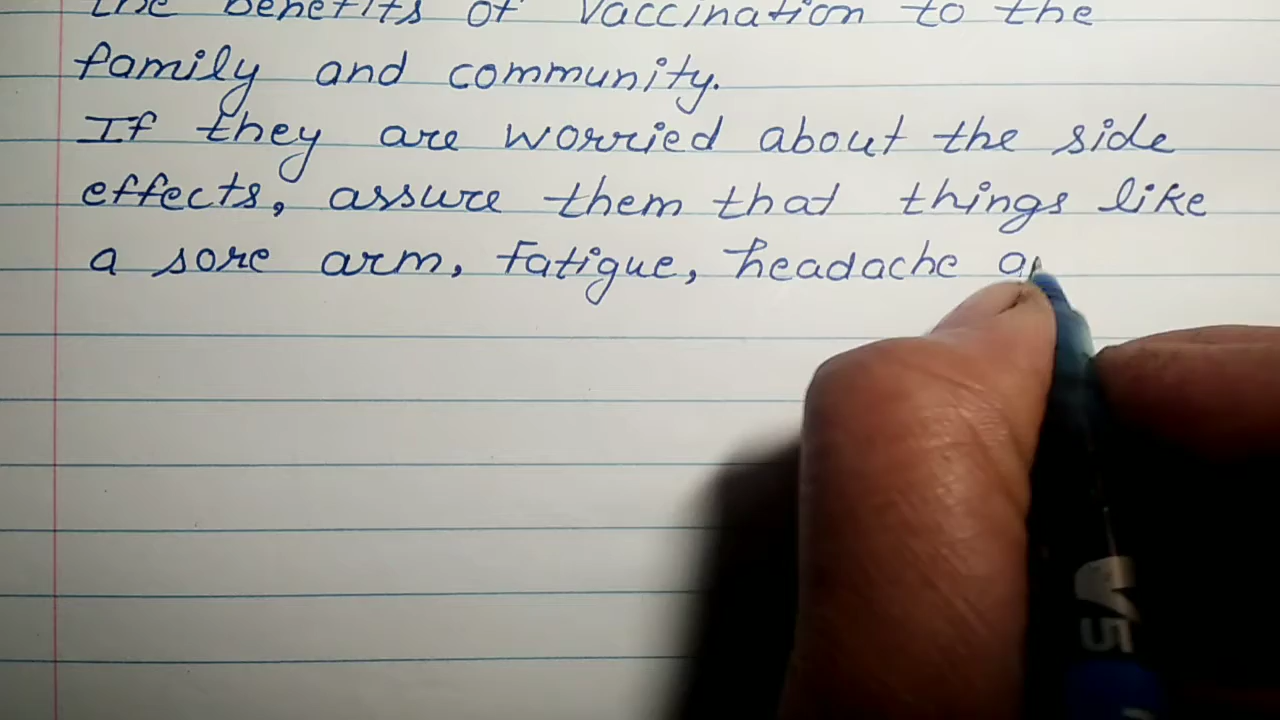 the benefits of vaccination to the
family and community.
If they are worried about the side
effects, assure them that things like
a sore arm, fatigue, headache
V5